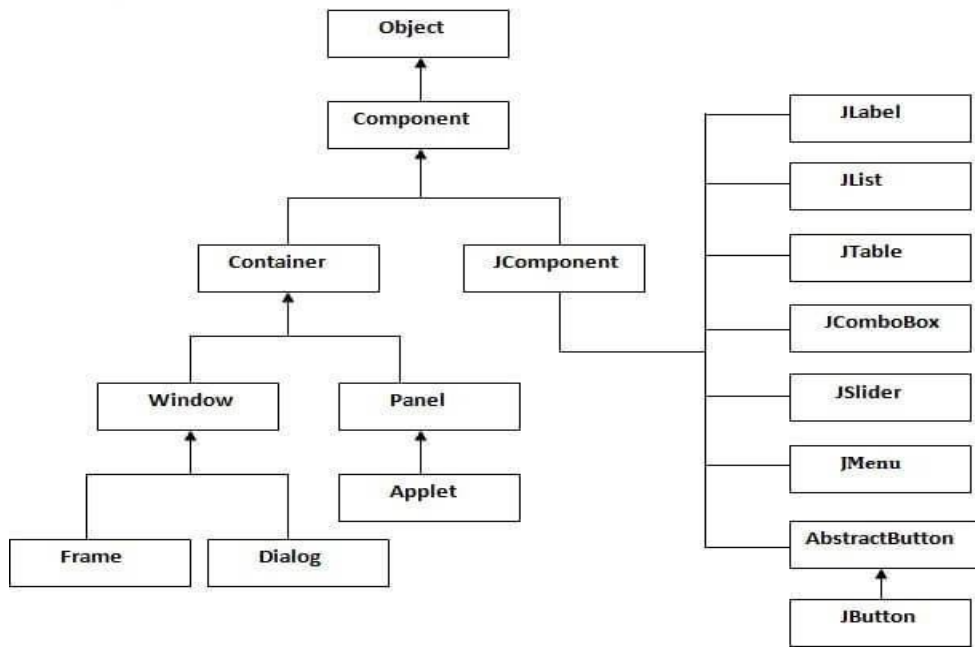 Object
Component
Container
JComponent
Window
Panel
Applet
Frame
Dialog
JLabel
JList
JTable
JComboBox
JSlider
JMenu
AbstractButton
JButton